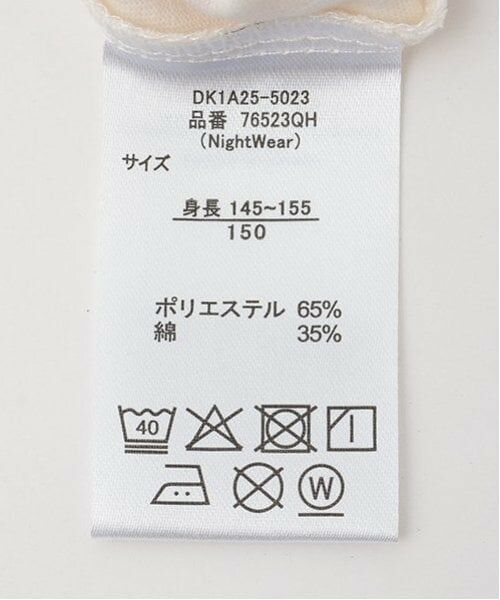 DK1A25-5023
品番 76523QH
(NightWear)
サイズ
身長 145~155
150
ポリエステル 65%
綿 35%
40
W